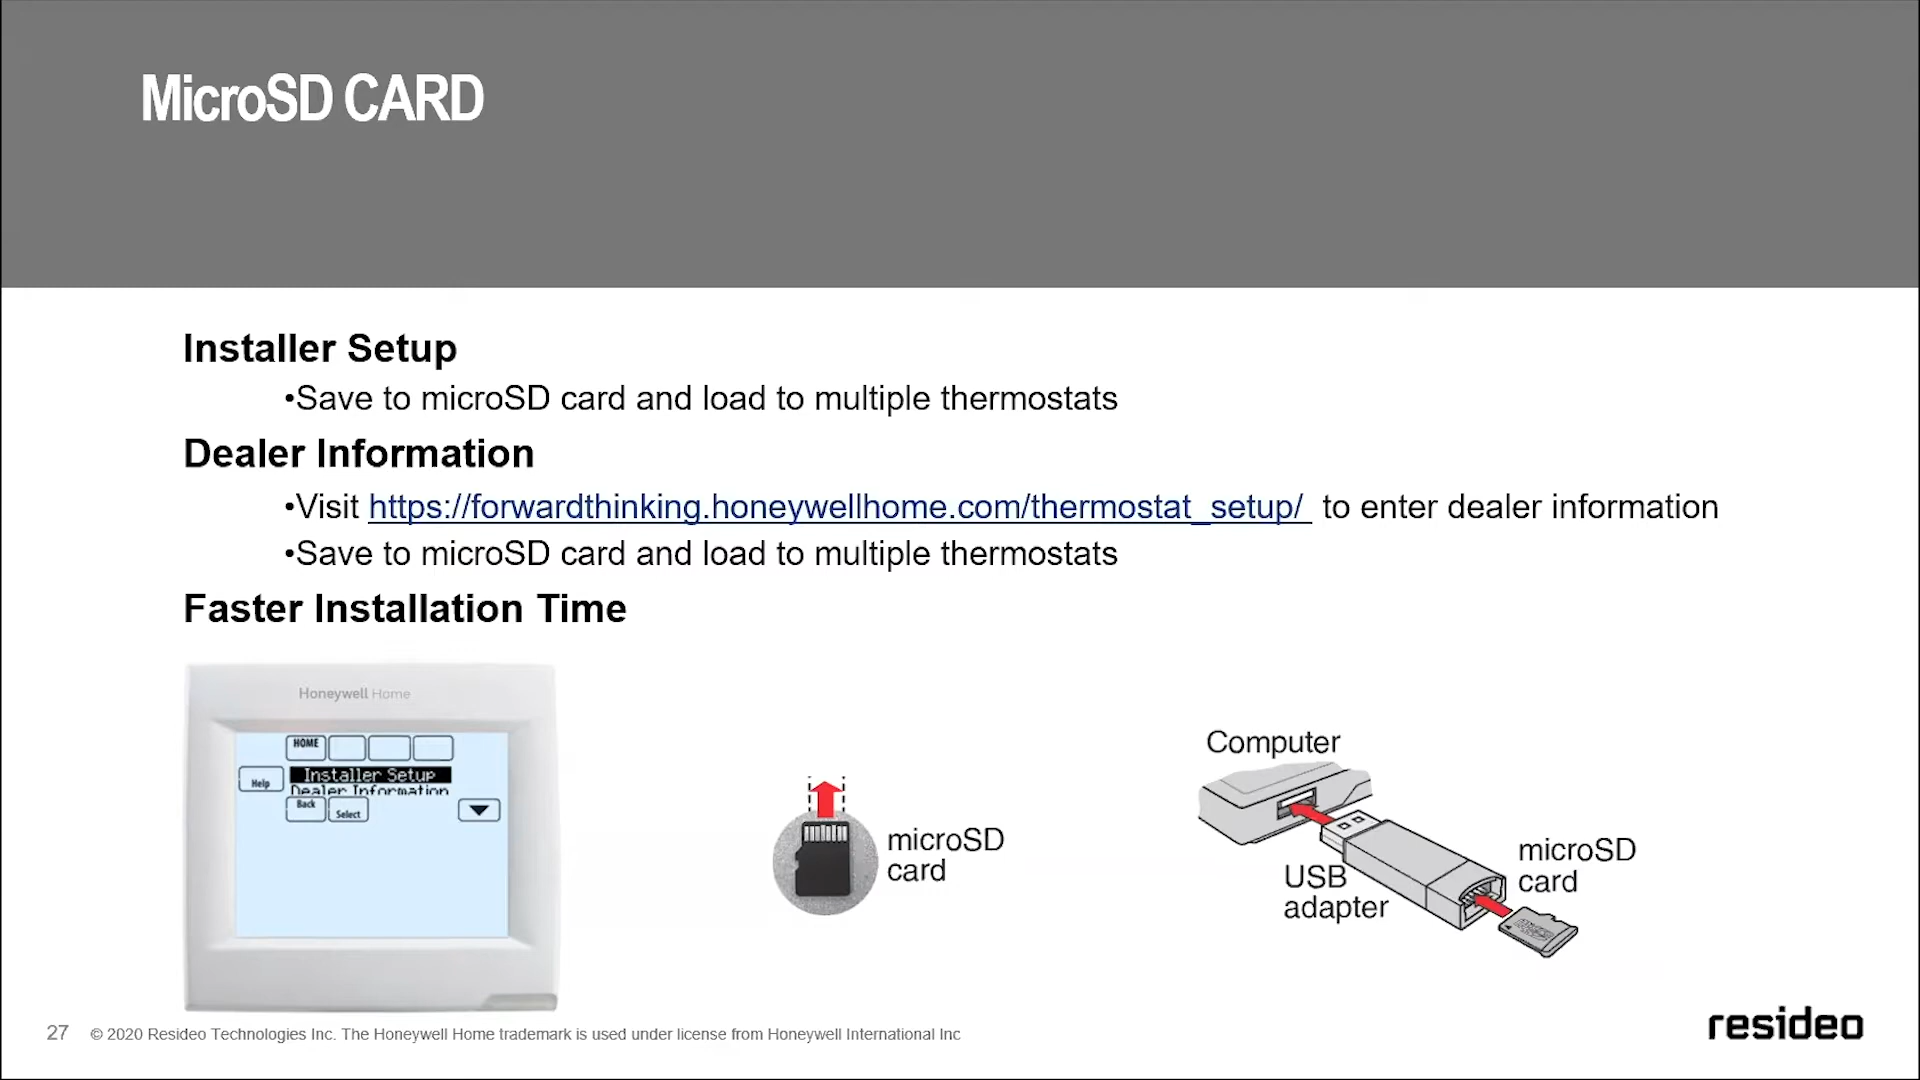 MicroSD CARD
Installer Setup
•Save to microSD card and load to multiple thermostats
Dealer Information
•Visit https://forwardthinking.honeywellhome.com/thermostat_setup/ to enter dealer information
•Save to microSD card and load to multiple thermostats
Faster Installation Time
Honeywell Home
HOME
Help
Installer Setup
Dealer Information
Back
Select
microSD
card
Computer
USB
adapter
microSD
card
27 © 2020 Resideo Technologies Inc. The Honeywell Home trademark is used under license from Honeywell International Inc
resideo